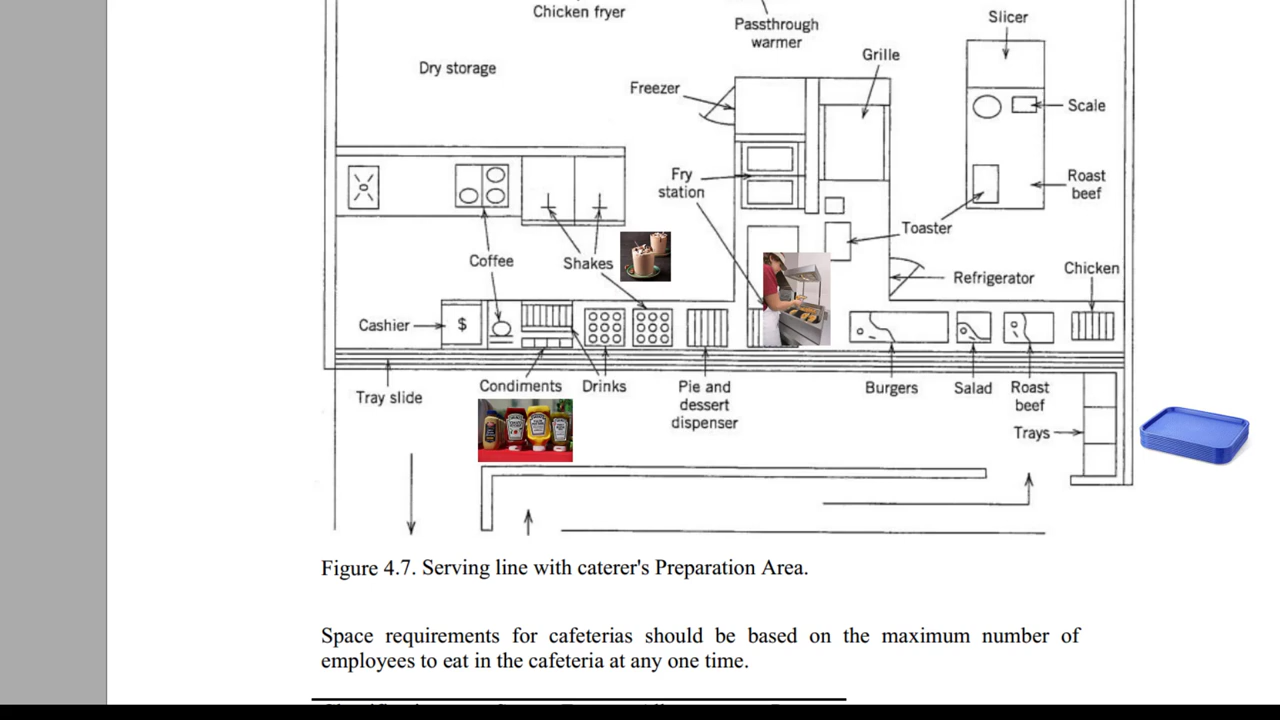 Chicken fryer
Passthrough
warmer
Slicer
Grille
Dry storage
Freezer
Scale
Fry
station
Roast
beef
Toaster
Coffee
Shakes
Refrigerator
Chicken
Cashier
$
Tray slide
Condiments
Drinks
Pie and
dessert
dispenser
Burgers
Salad
Roast
beef
Trays
Figure 4.7. Serving line with caterer's Preparation Area.
Space requirements for cafeterias should be based on the maximum number of
employees to eat in the cafeteria at any one time.